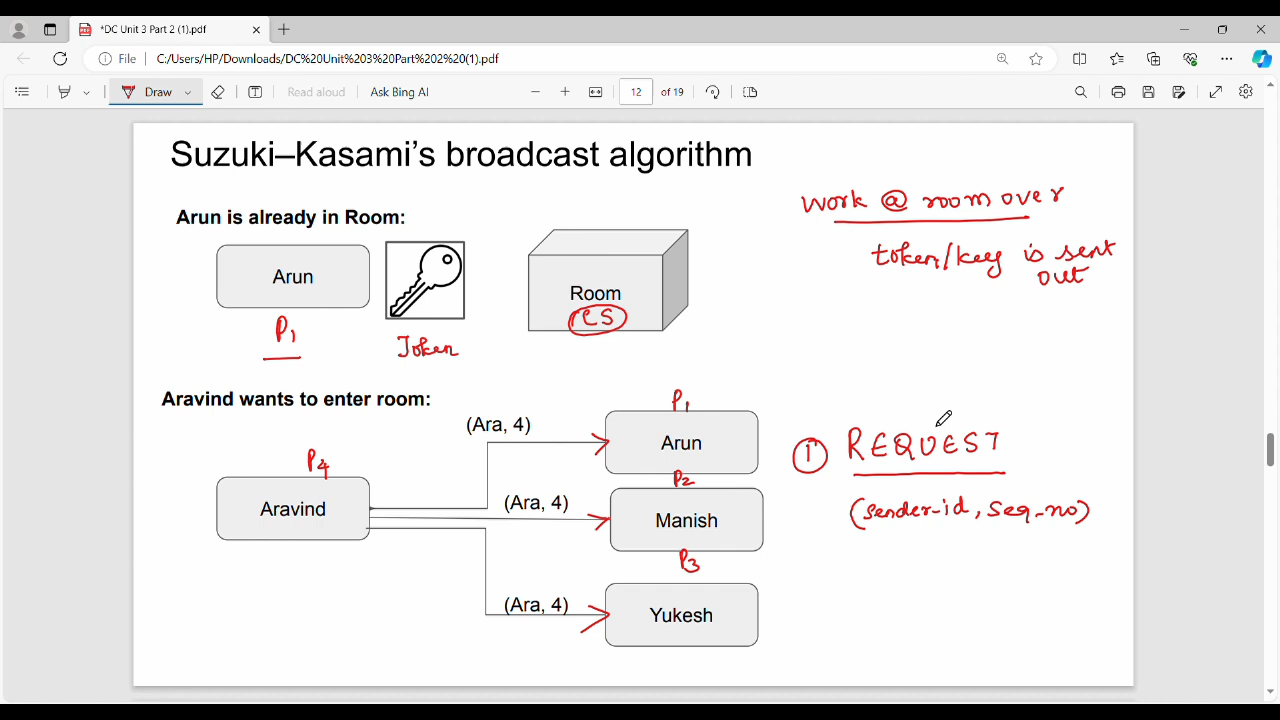 *DC Unit 3 Part 2 (1).pdf
File C:/Users/HP/Downloads/DC%20Unit%203%20Part%202%20(1).pdf
Draw Read aloud Ask Bing AI 12 of 19
Suzuki–Kasami’s broadcast algorithm
work @ room over
Arun is already in Room:
token/key is sent
out
Arun
Room
CS
P1
Token
Aravind wants to enter room:
P1
(Ara, 4)
Arun
1 REQUEST
P4
P2
Aravind
(Ara, 4)
Manish
(sender-id, seq-no)
P3
(Ara, 4)
Yukesh